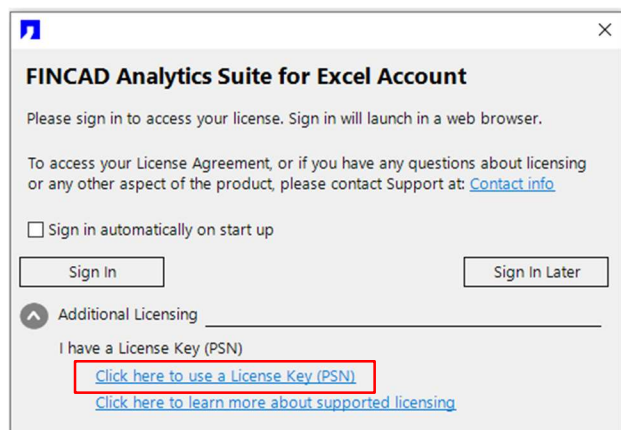 FINCAD Analytics Suite for Excel Account
Please sign in to access your license. Sign in will launch in a web browser.
To access your License Agreement, or if you have any questions about licensing
or any other aspect of the product, please contact Support at: Contact info
Sign in automatically on start up
Sign In
Sign In Later
Additional Licensing
I have a License Key (PSN)
Click here to use a License Key (PSN)
Click here to learn more about supported licensing